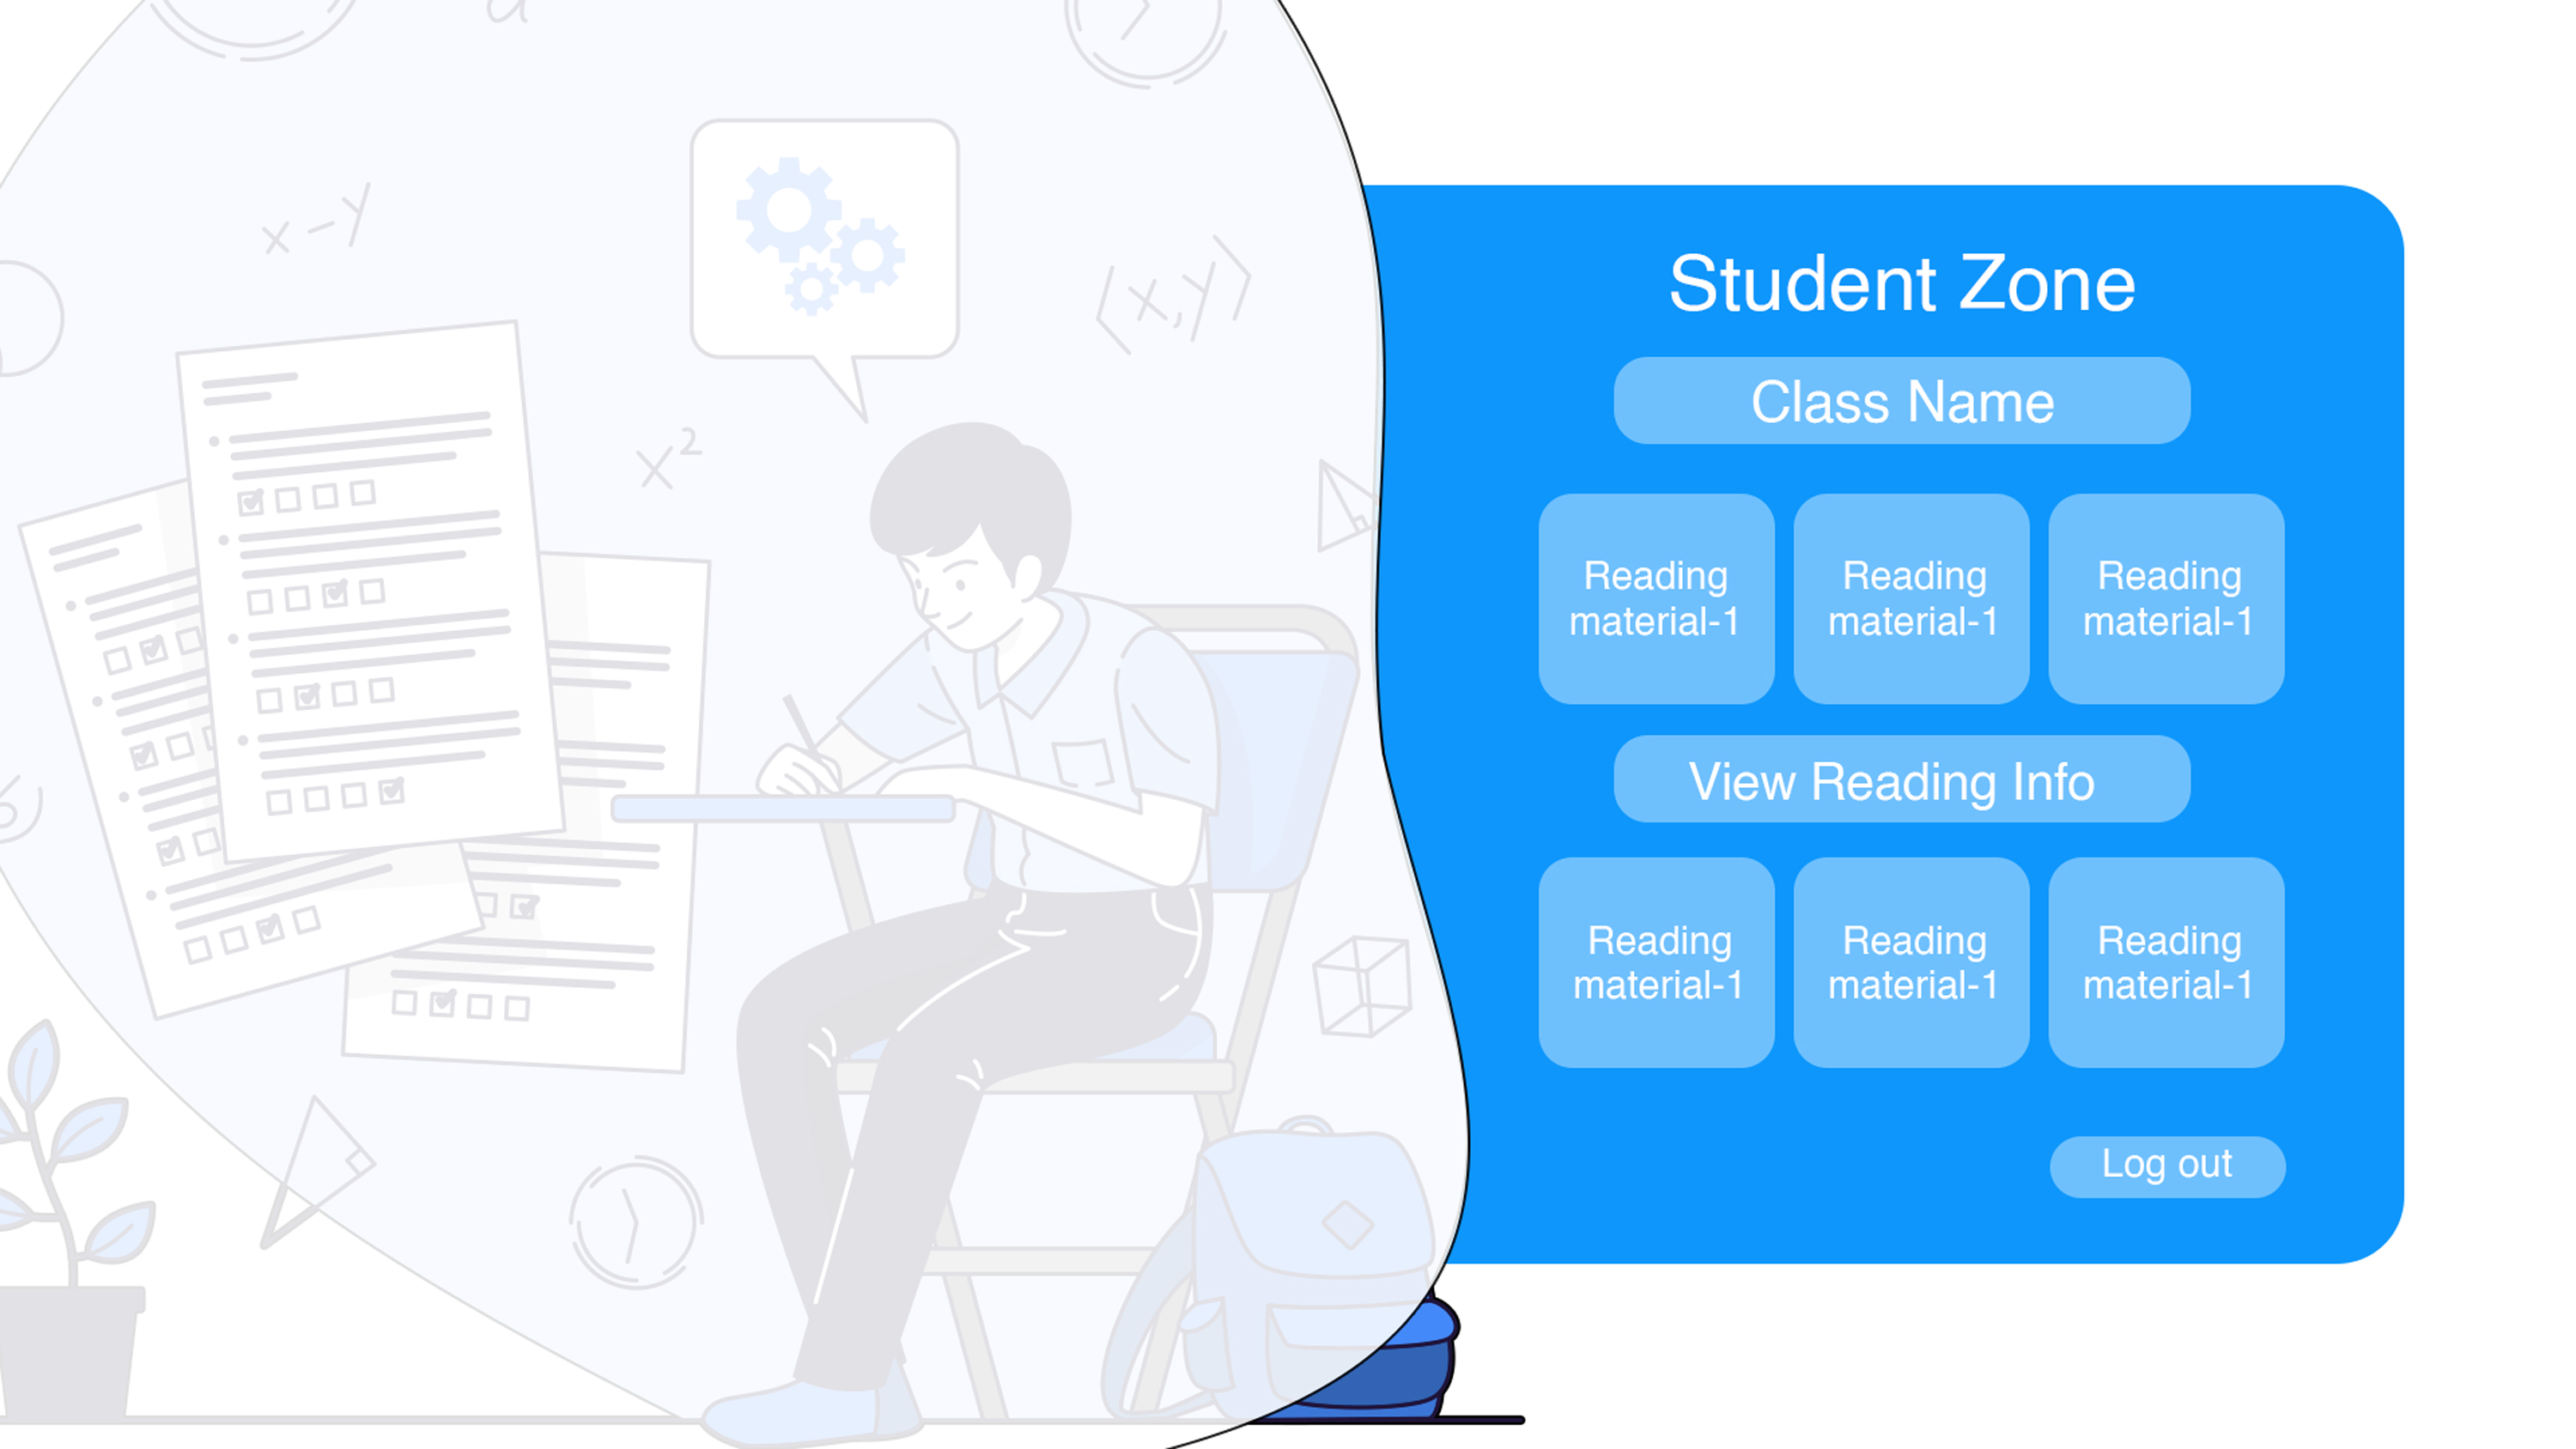 a
x-y
(x,y)
x²
Student Zone
Class Name
Reading
material-1
Reading
material-1
Reading
material-1
View Reading Info
Reading
material-1
Reading
material-1
Reading
material-1
Log out